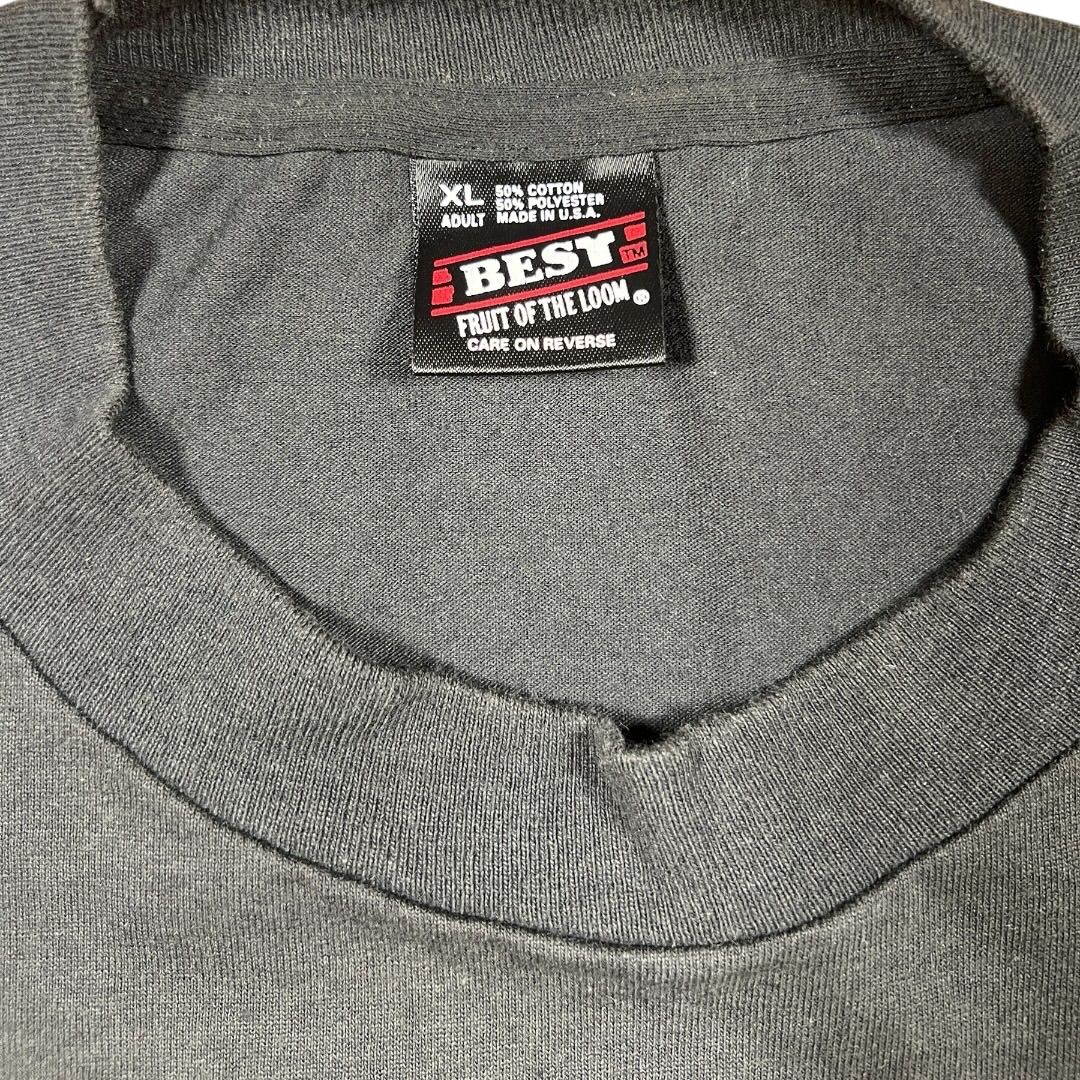 XL 50% COTTON
50% POLYESTER
ADULT MADE IN U.S.A.
BEST TM
FRUIT OF THE LOOM ®
CARE ON REVERSE